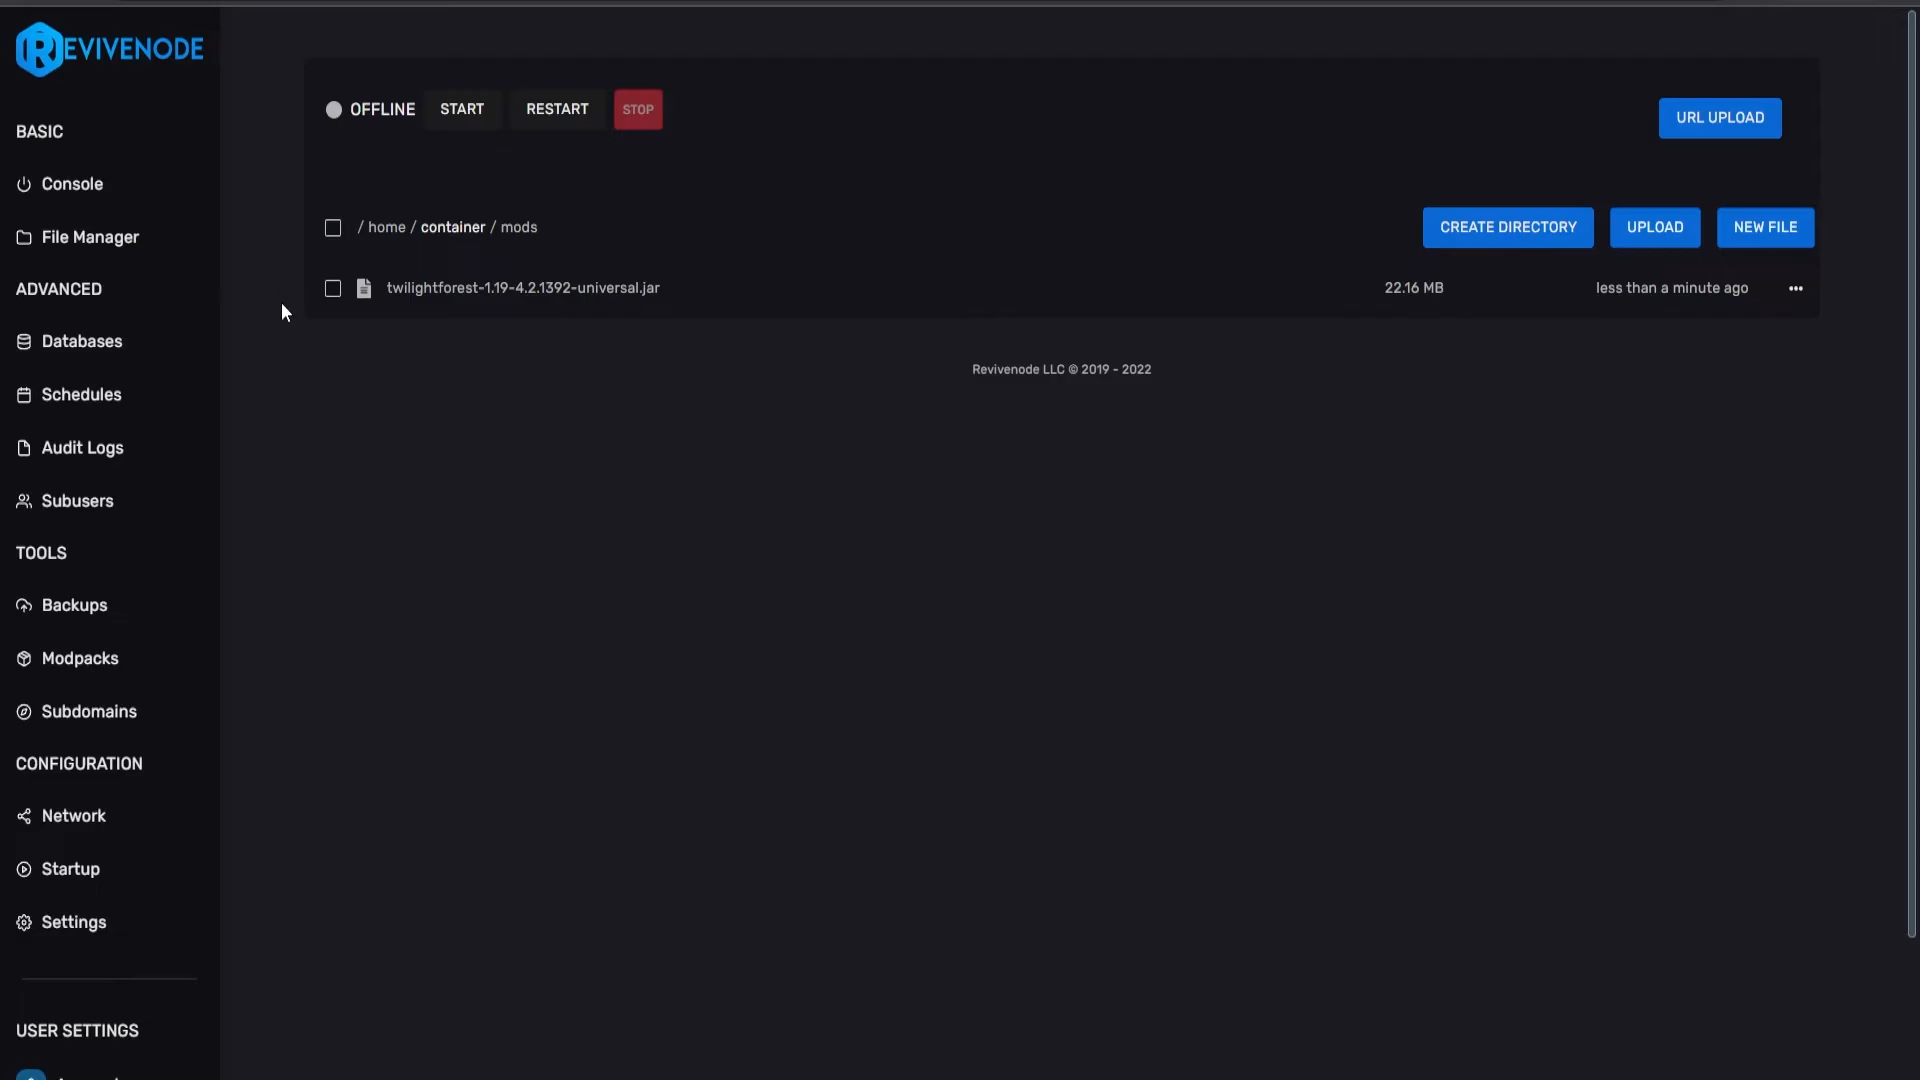 REVIVENODE
BASIC
Console
File Manager
ADVANCED
Databases
Schedules
Audit Logs
Subusers
TOOLS
Backups
Modpacks
Subdomains
CONFIGURATION
Network
Startup
Settings
USER SETTINGS
OFFLINE START RESTART STOP
URL UPLOAD
/ home / container / mods CREATE DIRECTORY UPLOAD NEW FILE
twilightforest-1.19-4.2.1392-universal.jar 22.16 MB less than a minute ago
Revivenode LLC © 2019 - 2022